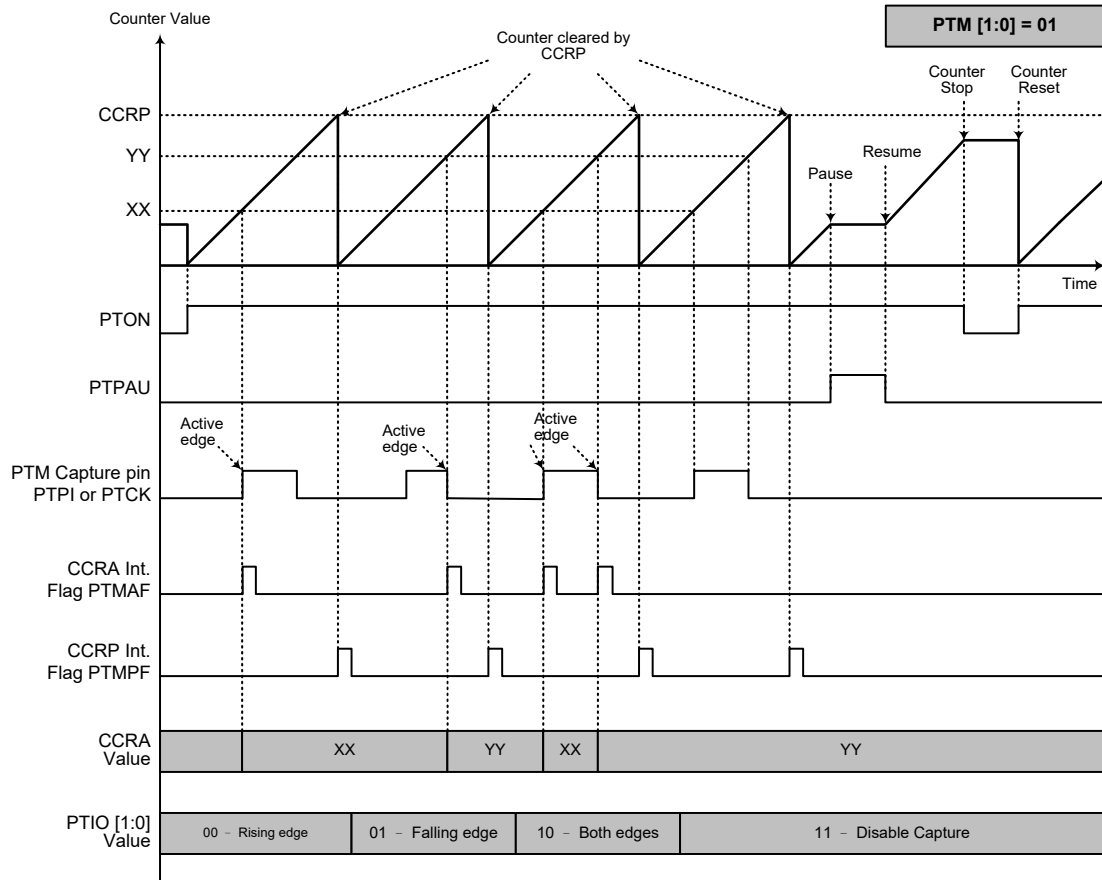 Counter Value
PTM [1:0] = 01
Counter cleared by
CCRP
Counter
Stop
Counter
Reset
CCRP
YY
XX
Pause
Resume
Time
PTON
PTPAU
Active
edge
Active
edge
Active
edge
PTM Capture pin
PTPI or PTCK
CCRA Int.
Flag PTMAF
CCRP Int.
Flag PTMPF
CCRA
Value
XX
YY
XX
YY
PTIO [1:0]
Value
00 – Rising edge
01 – Falling edge
10 – Both edges
11 – Disable Capture